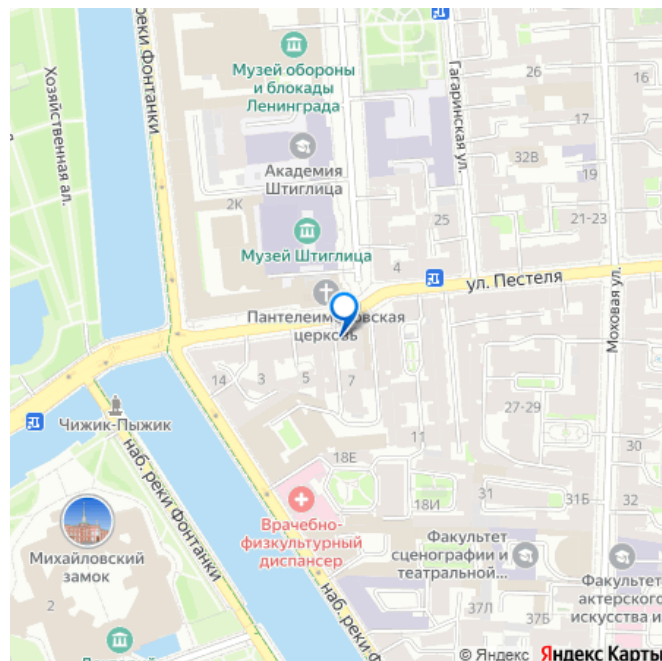 Хозяйственная ал.
наб. реки Фонтанки
Музей обороны
и блокады
Ленинграда
Гагаринская ул.
26
16
17
Академия
Штиглица
32В
19
2К
25
21-23
Музей Штиглица
4
ул. Пестеля
Моховая ул.
Пантелеимоновская
церковь
14
3
5
7
Чижик-Пыжик
27-29
11
30
18Е
наб. реки Фонтанки
18И
31
31Б
32
Врачебно-
физкультурный
диспансер
Михайловский
замок
Факультет
сценографии и
театральной...
Факультет
актерского
искусства и
2
наб. реки Ф
37Л
37Б
© Яндекс Яндекс Карты